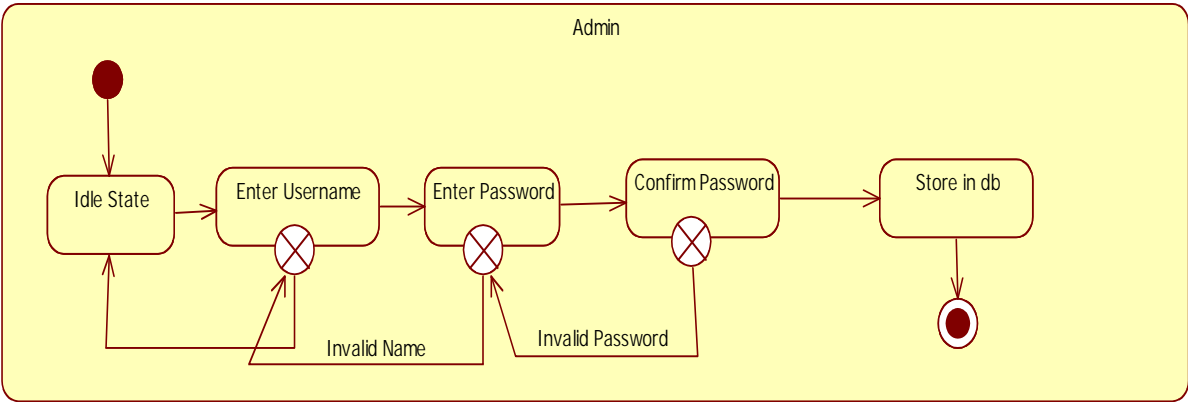 Admin
Idle State
Enter Username
Enter Password
Confirm Password
Store in db
Invalid Name
Invalid Password